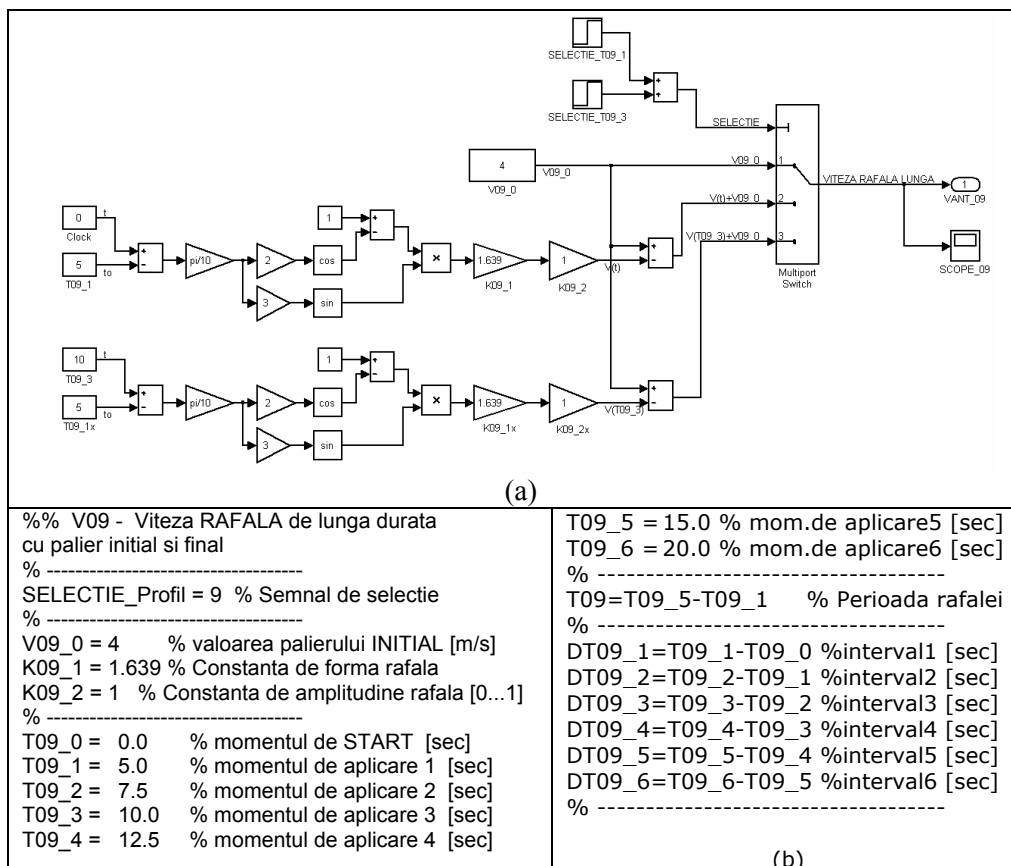 SELECTIE_T09_1
+
+
SELECTIE_T09_3
SELECTIE
4
V09_0
V09_0
V09_0
1
V(t)+V09_0
2
V(T09_3)+V09_0
3
VITEZA RAFALA LUNGA
1
VANT_09
SCOPE_09
Multiport
Switch
0
t
Clock
5
to
T09_1
+
-
pi/10
2
cos
3
sin
1
+
-
×
1.639
K09_1
1
K09_2
V(t)
+
-
10
t
T09_3
5
to
T09_1x
+
-
pi/10
2
cos
3
sin
1
+
-
×
1.639
K09_1x
1
K09_2x
V(T09_3)
+
-
(a)
%% V09 - Viteza RAFALA de lunga durata
cu palier initial si final
% -----------------------------------
SELECTIE_Profil = 9 % Semnal de selectie
% -----------------------------------
V09_0 = 4 % valoarea palierului INITIAL [m/s]
K09_1 = 1.639 % Constanta de forma rafala
K09_2 = 1 % Constanta de amplitudine rafala [0...1]
% -----------------------------------
T09_0 = 0.0 % momentul de START [sec]
T09_1 = 5.0 % momentul de aplicare 1 [sec]
T09_2 = 7.5 % momentul de aplicare 2 [sec]
T09_3 = 10.0 % momentul de aplicare 3 [sec]
T09_4 = 12.5 % momentul de aplicare 4 [sec]
T09_5 = 15.0 % mom.de aplicare5 [sec]
T09_6 = 20.0 % mom.de aplicare6 [sec]
% ------------------------------------
T09=T09_5-T09_1 % Perioada rafalei
% ------------------------------------
DT09_1=T09_1-T09_0 %interval1 [sec]
DT09_2=T09_2-T09_1 %interval2 [sec]
DT09_3=T09_3-T09_2 %interval3 [sec]
DT09_4=T09_4-T09_3 %interval4 [sec]
DT09_5=T09_5-T09_4 %interval5 [sec]
DT09_6=T09_6-T09_5 %interval6 [sec]
% ------------------------------------
(b)